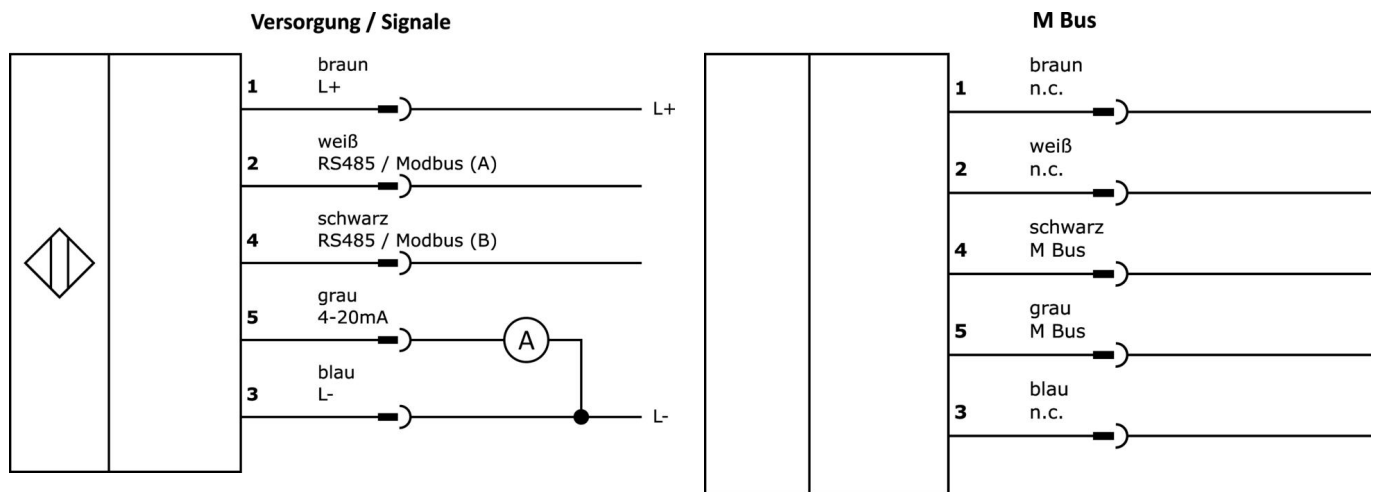 Versorgung / Signale
braun
1 L+
L+
weiß
2 RS485 / Modbus (A)
schwarz
4 RS485 / Modbus (B)
grau
5 4-20mA
A
blau
3 L-
L-
M Bus
braun
1 n.c.
weiß
2 n.c.
schwarz
4 M Bus
grau
5 M Bus
blau
3 n.c.